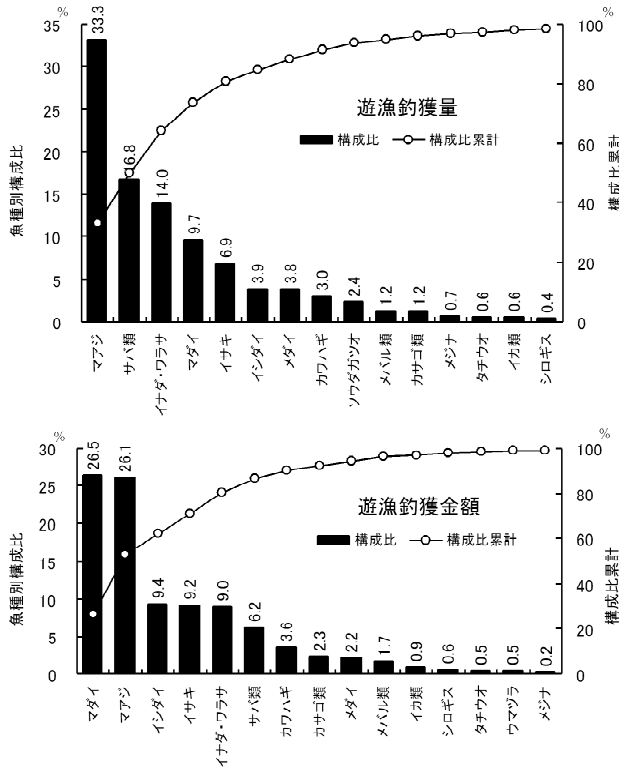 %
%
35
30
25
20
15
10
5
0
100
80
60
40
20
0
魚種別構成比
構成比累計
遊漁釣獲量
構成比
構成比累計
33.3
16.8
14.0
9.7
6.9
3.9
3.8
3.0
2.4
1.2
1.2
0.7
0.6
0.6
0.4
マアジ
サバ類
イナダ・ワラサ
マダイ
イナキ
イシダイ
メダイ
カワハギ
ソウダガツオ
メバル類
カサゴ類
メジナ
タチウオ
イカ類
シロギス
%
%
30
25
20
15
10
5
0
100
80
60
40
20
0
魚種別構成比
構成比累計
遊漁釣獲金額
構成比
構成比累計
26.5
26.1
9.4
9.2
9.0
6.2
3.6
2.3
2.2
1.7
0.9
0.6
0.5
0.5
0.2
マダイ
マアジ
イシダイ
イサキ
イナダ・ワラサ
サバ類
カワハギ
カサゴ類
メダイ
メバル類
イカ類
シロギス
タチウオ
ウマヅラ
メジナ